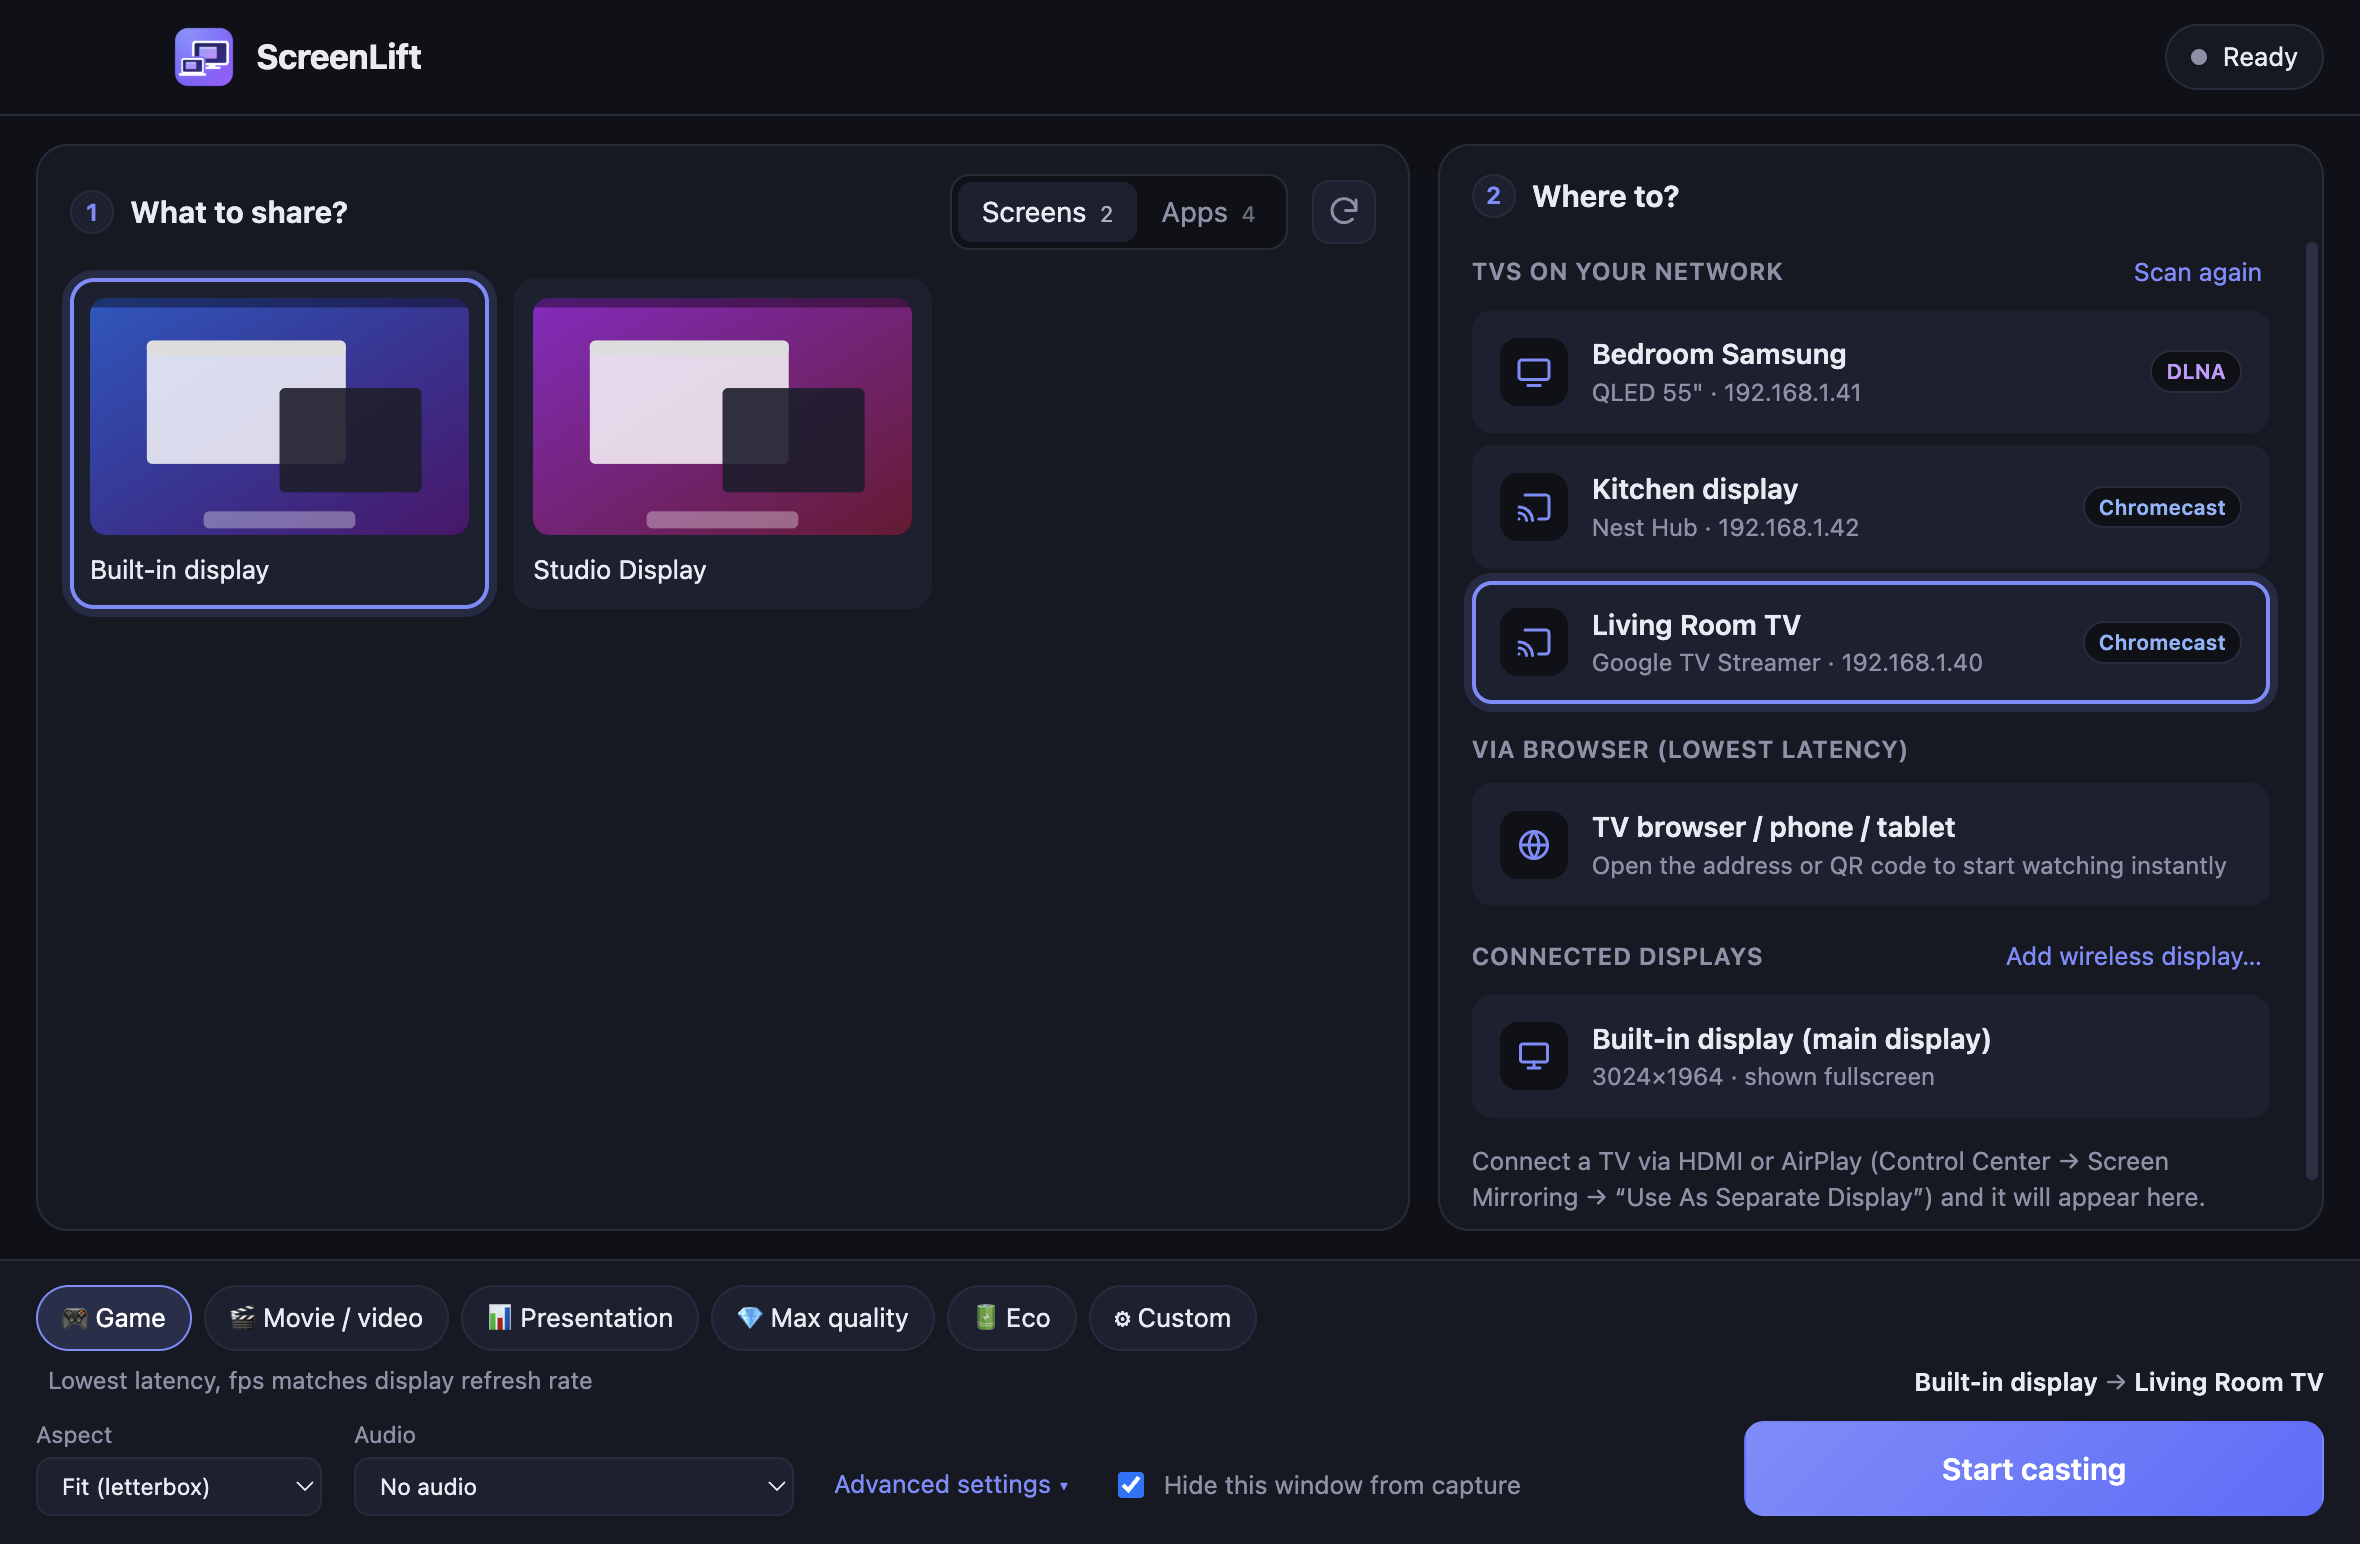 ScreenLift
Ready
1 What to share?
Screens 2 Apps 4
Built-in display
Studio Display
2 Where to?
TVS ON YOUR NETWORK Scan again
Bedroom Samsung
QLED 55" · 192.168.1.41
DLNA
Kitchen display
Nest Hub · 192.168.1.42
Chromecast
Living Room TV
Google TV Streamer · 192.168.1.40
Chromecast
VIA BROWSER (LOWEST LATENCY)
TV browser / phone / tablet
Open the address or QR code to start watching instantly
CONNECTED DISPLAYS Add wireless display...
Built-in display (main display)
3024×1964 · shown fullscreen
Connect a TV via HDMI or AirPlay (Control Center → Screen
Mirroring → “Use As Separate Display”) and it will appear here.
🎮 Game 🎬 Movie / video 📊 Presentation 💎 Max quality 🔋 Eco ⚙ Custom
Lowest latency, fps matches display refresh rate
Built-in display → Living Room TV
Aspect Audio
Fit (letterbox) No audio Advanced settings ▾ Hide this window from capture
Start casting